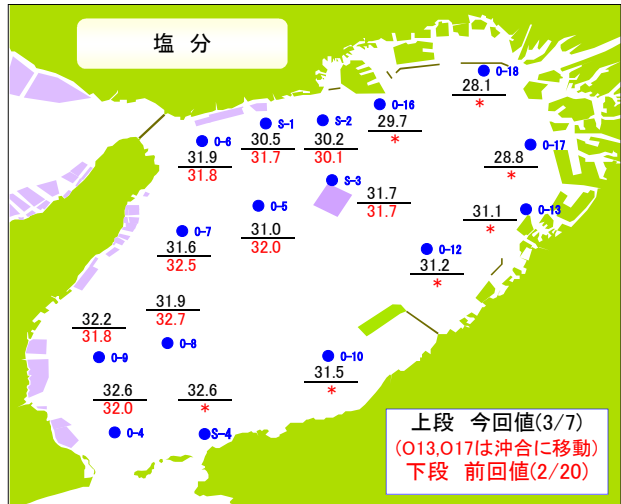 塩 分
O-18
28.1
*
O-16
29.7
*
S-1
30.5
31.7
S-2
30.2
30.1
O-6
31.9
31.8
O-17
28.8
*
S-3
31.7
31.7
O-5
31.0
32.0
O-13
31.1
*
O-7
31.6
32.5
O-12
31.2
*
31.9
32.7
O-8
32.2
31.8
O-9
O-10
31.5
*
32.6
32.0
O-4
32.6
*
S-4
上段 今回値(3/7)
(O13,O17は沖合に移動)
下段 前回値(2/20)